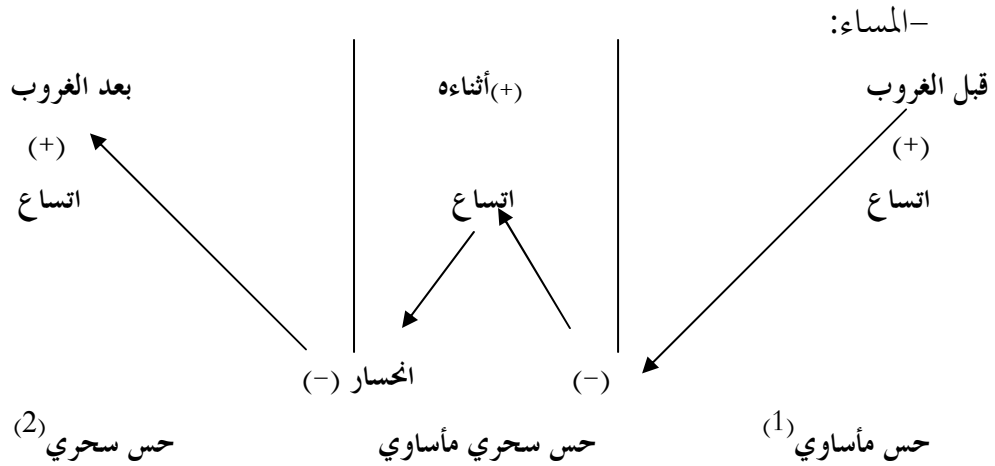 –المساء:
قبل الغروب (+)أثناءه بعد الغروب
(+) (+)
اتساع اتساع اتساع
(–) انحسار (–)
حس مأساوي(1) حس سحري مأساوي حس سحري(2)